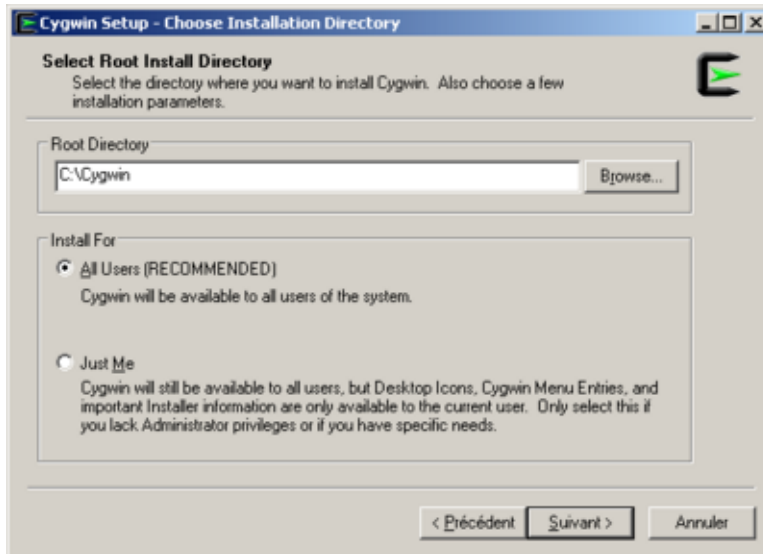 Cygwin Setup - Choose Installation Directory
Select Root Install Directory
Select the directory where you want to install Cygwin. Also choose a few
installation parameters.
Root Directory
C:\Cygwin
Browse...
Install For
All Users (RECOMMENDED)
Cygwin will be available to all users of the system.
Just Me
Cygwin will still be available to all users, but Desktop Icons, Cygwin Menu Entries, and
important Installer information are only available to the current user. Only select this if
you lack Administrator privileges or if you have specific needs.
< Précédent
Suivant >
Annuler